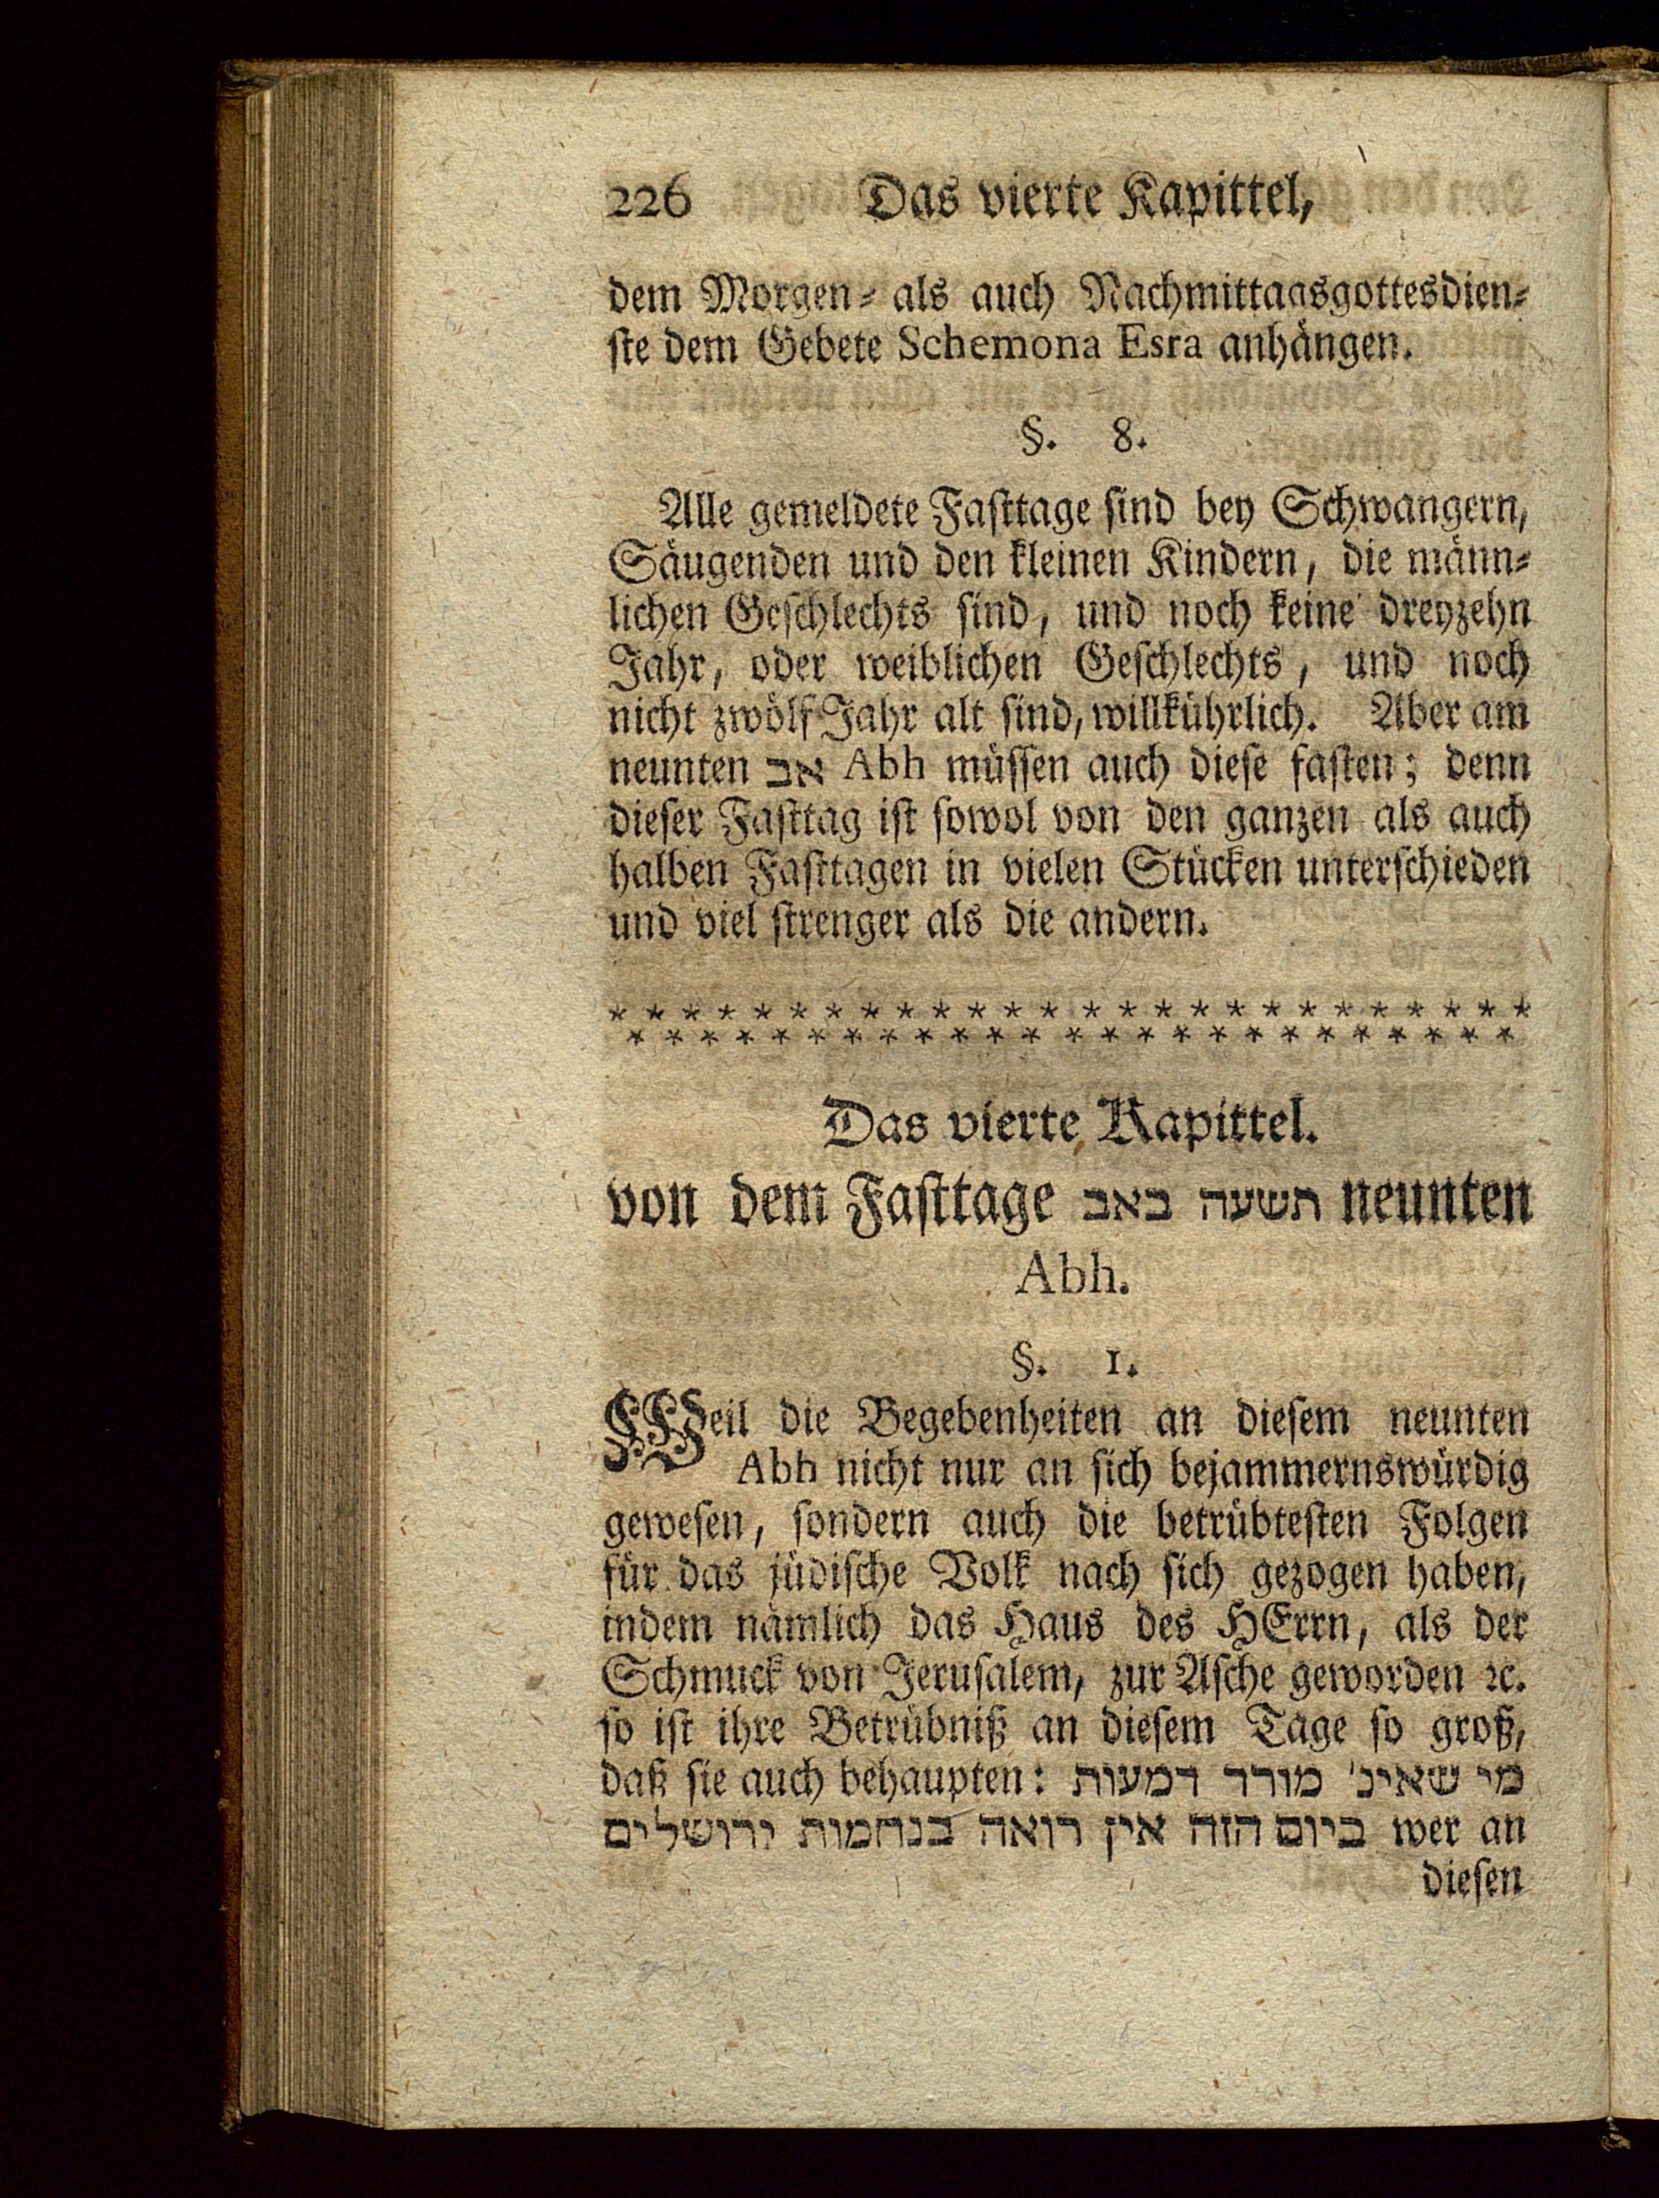 226 Das vierte Kapittel,
dem Morgen- als auch Nachmittagsgottesdien-
ste dem Gebete Schemona Esra anhängen.
§. 8.
Alle gemeldete Fasttage sind bey Schwangern,
Säugenden und den kleinen Kindern, die männ-
lichen Geschlechts sind, und noch keine dreyzehn
Jahr, oder weiblichen Geschlechts, und noch
nicht zwölf Jahr alt sind, willkührlich. Aber am
neunten אב Abh müssen auch diese fasten; denn
dieser Fasttag ist sowol von den ganzen als auch
halben Fasttagen in vielen Stücken unterschieden
und viel strenger als die andern.
* * * * * * * * * * * * * * * * * * * * * * * * * *
* * * * * * * * * * * * * * * * * * * * * * * * *
Das vierte Kapittel.
von dem Fasttage תשעה באב neunten
Abh.
§. 1.
Weil die Begebenheiten an diesem neunten
Abh nicht nur an sich bejammernswürdig
gewesen, sondern auch die betrübtesten Folgen
für das jüdische Volk nach sich gezogen haben,
indem nämlich das Haus des HErrn, als der
Schmuck von Jerusalem, zur Asche geworden ꝛc.
so ist ihre Betrübniß an diesem Tage so groß,
daß sie auch behaupten: מי שאינ' מורד דמעות
ביום הזה אין רואה בנחמות ירושלים wer an
diesen